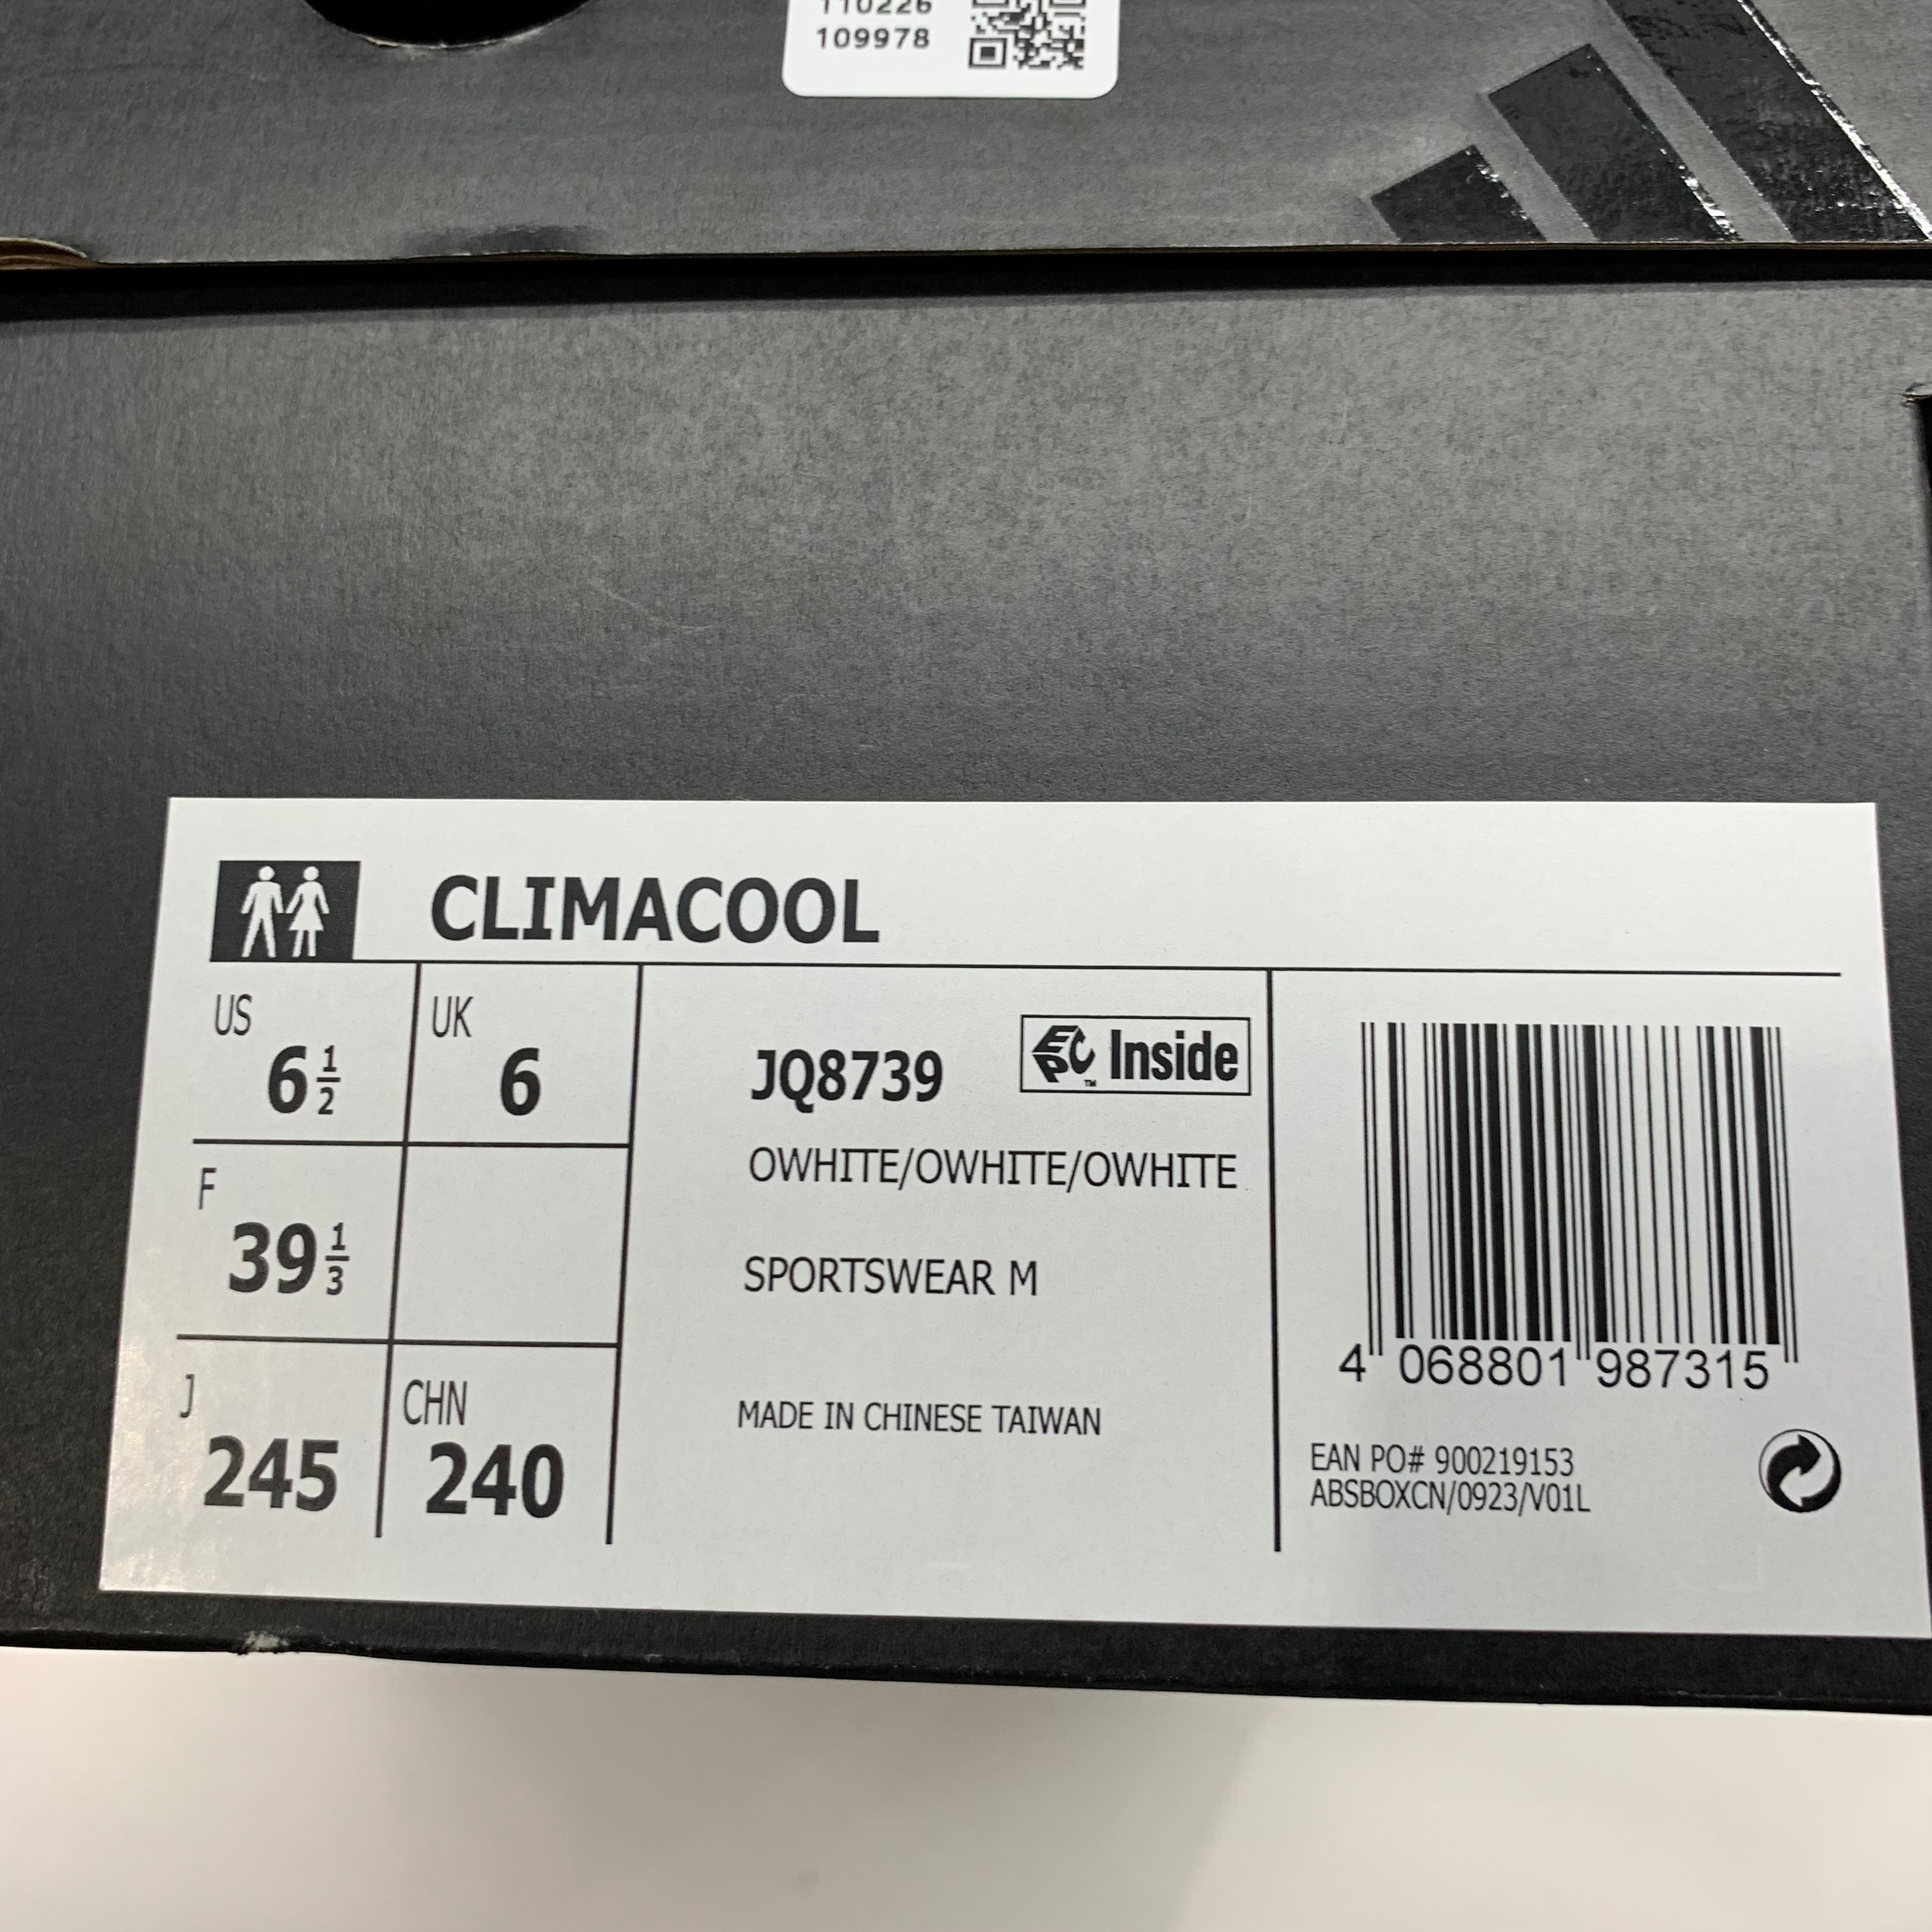 110226
109978
CLIMACOOL
US
6 1/2
UK
6
F
39 1/3
J
245
CHN
240
JQ8739
EPC™ Inside
OWHITE/OWHITE/OWHITE
SPORTSWEAR M
MADE IN CHINESE TAIWAN
4 068801 987315
EAN PO# 900219153
ABSBOXCN/0923/V01L